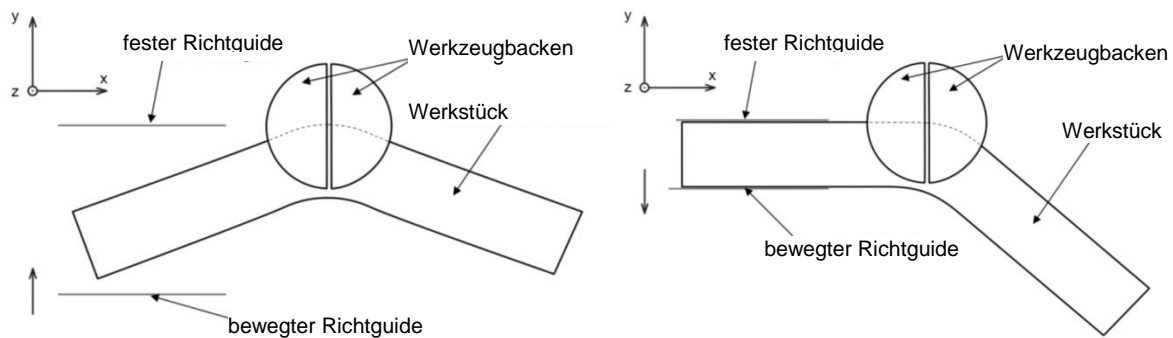 y
fester Richtguide
Werkzeugbacken
x
z
Werkstück
bewegter Richtguide
y
fester Richtguide
Werkzeugbacken
x
z
Werkstück
bewegter Richtguide